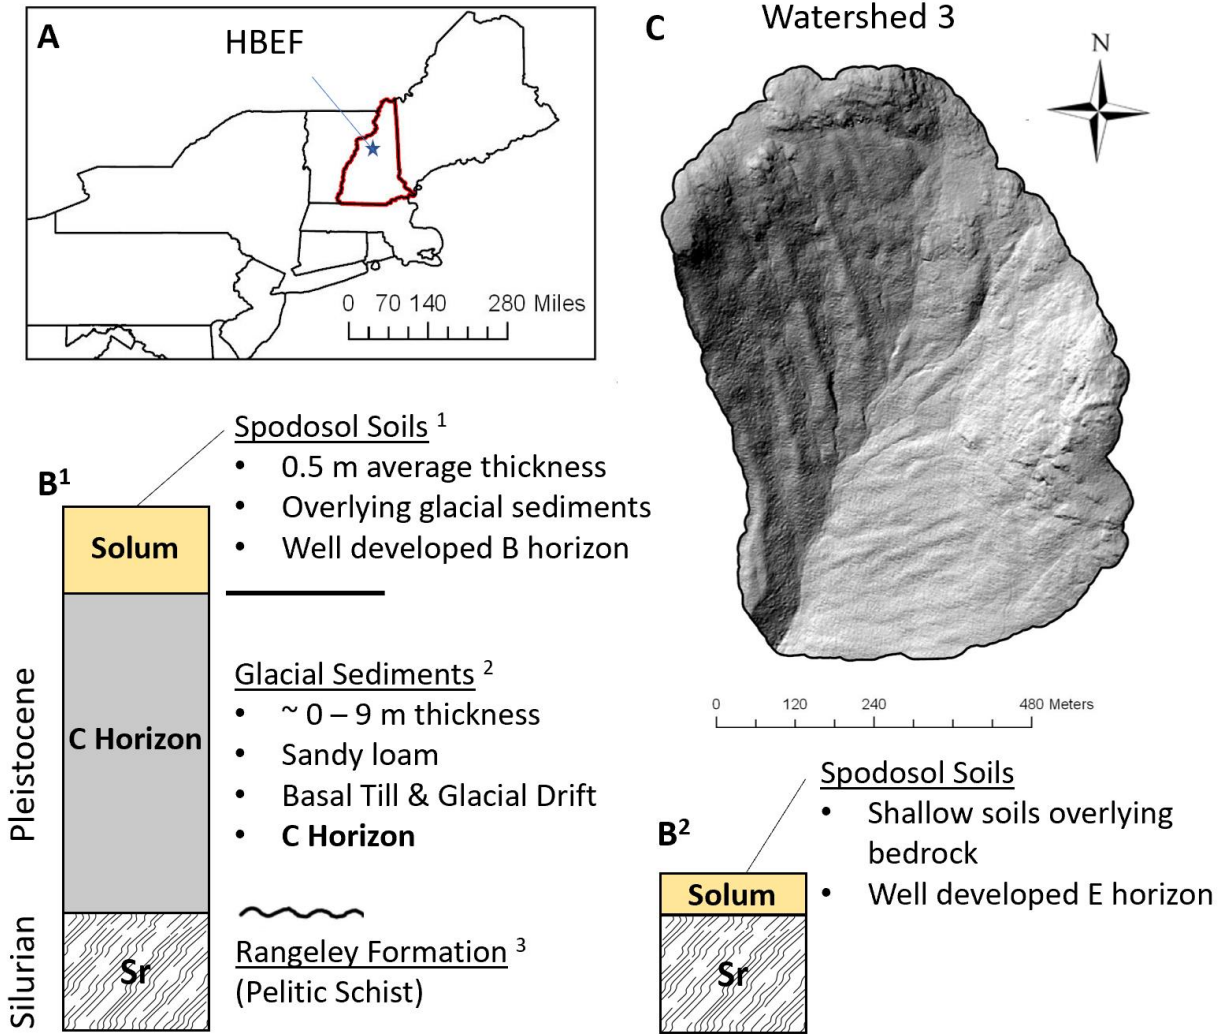 A
HBEF
0 70 140 280 Miles
C
Watershed 3
N
0 120 240 480 Meters
B1
Spodosol Soils 1
• 0.5 m average thickness
• Overlying glacial sediments
• Well developed B horizon
Solum
Pleistocene
C Horizon
Glacial Sediments 2
• ~ 0 – 9 m thickness
• Sandy loam
• Basal Till & Glacial Drift
• C Horizon
Silurian
Sr
Rangeley Formation 3
(Pelitic Schist)
B2
Spodosol Soils
• Shallow soils overlying
bedrock
• Well developed E horizon
Solum
Sr